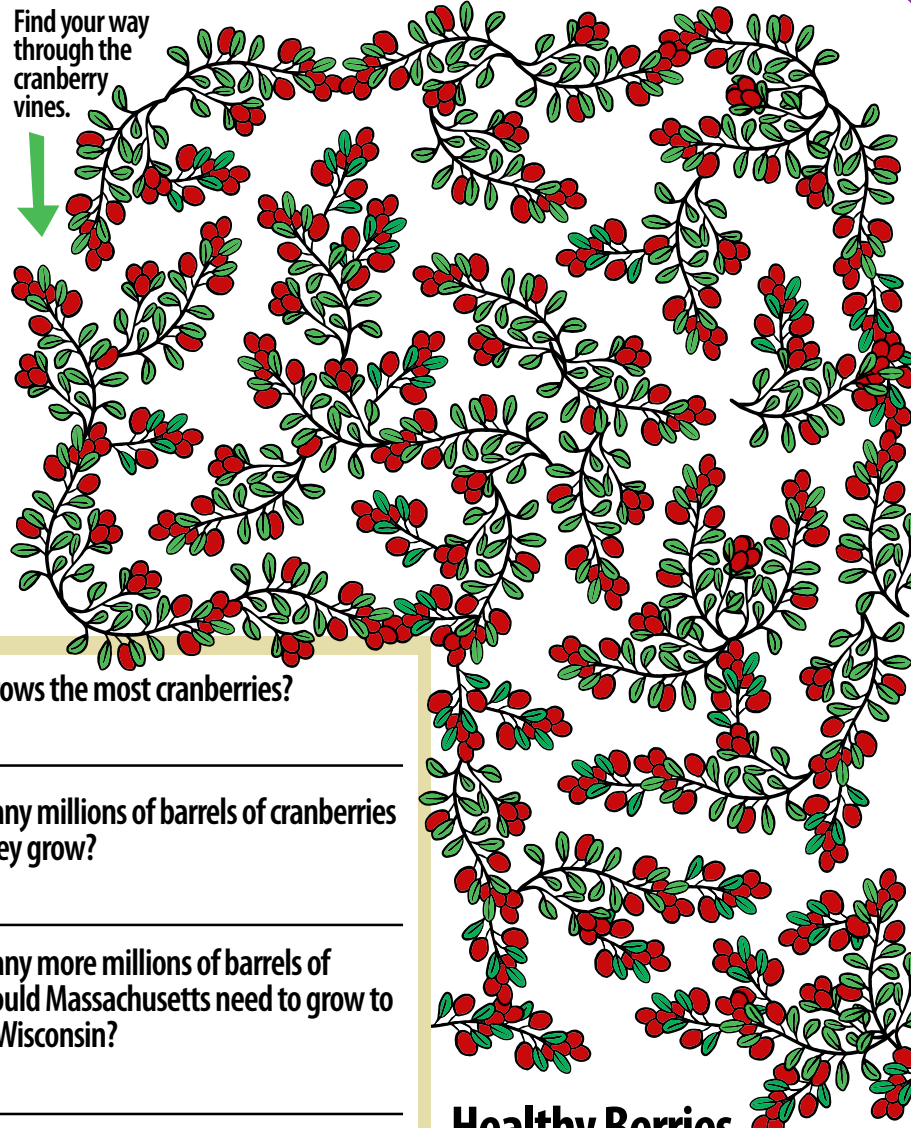 Find your way
through the
cranberry
vines.
rows the most cranberries?
any millions of barrels of cranberries
ey grow?
any more millions of barrels of
ould Massachusetts need to grow to
Wisconsin?
Healthy Berries